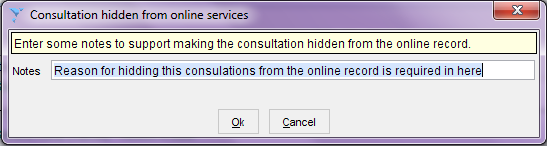 Consultation hidden from online services
Enter some notes to support making the consultation hidden from the online record.
Notes Reason for hidding this consulations from the online record is required in here
Ok Cancel